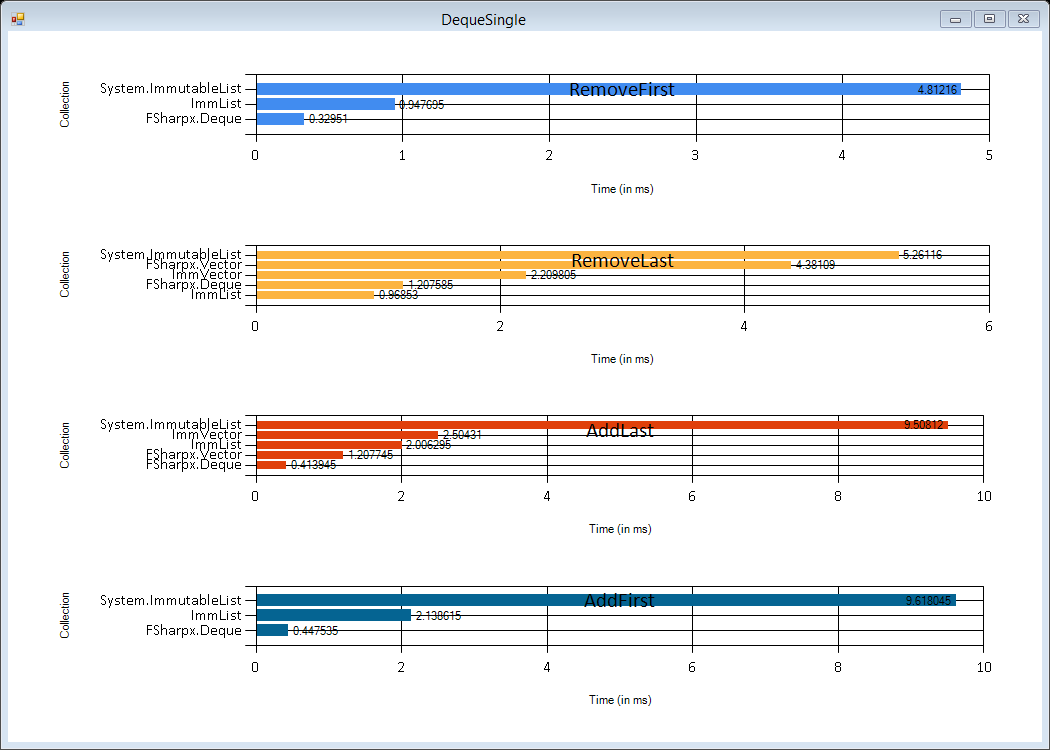 DequeSingle
RemoveFirst
Collection
System.ImmutableList 4.81216
ImmList 0.947695
FSharpx.Deque 0.32951
0 1 2 3 4 5
Time (in ms)
RemoveLast
Collection
System.ImmutableList 5.26116
FSharpx.Vector 4.38109
ImmVector 2.209805
FSharpx.Deque 1.207585
ImmList 0.96853
0 2 4 6
Time (in ms)
AddLast
Collection
System.ImmutableList 9.50812
ImmVector 2.50431
ImmList 2.006295
FSharpx.Vector 1.207745
FSharpx.Deque 0.413945
0 2 4 6 8 10
Time (in ms)
AddFirst
Collection
System.ImmutableList 9.618045
ImmList 2.138615
FSharpx.Deque 0.447535
0 2 4 6 8 10
Time (in ms)